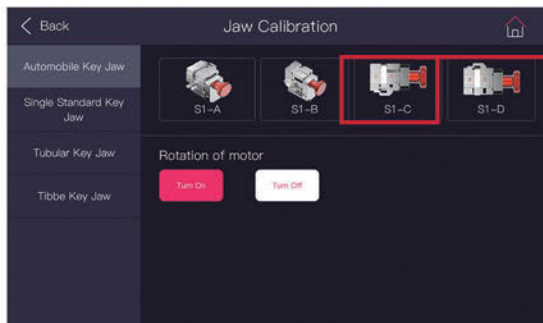 Back
Jaw Calibration
Automobile Key Jaw
S1-A
S1-B
S1-C
S1-D
Single Standard Key
Jaw
Tubular Key Jaw
Tibbe Key Jaw
Rotation of motor
Turn On
Turn Off